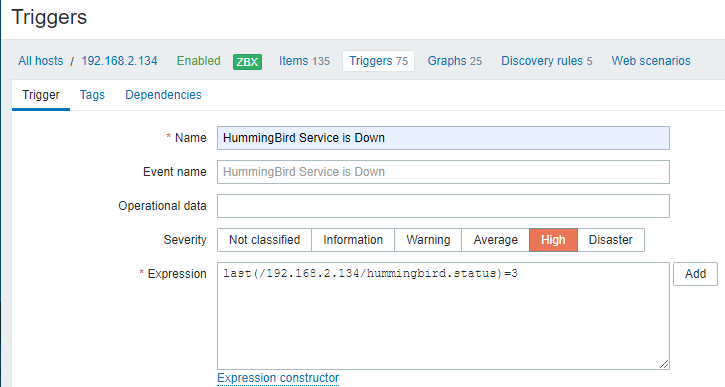 Triggers
All hosts / 192.168.2.134 Enabled ZBX Items 135 Triggers 75 Graphs 25 Discovery rules 5 Web scenarios
Trigger Tags Dependencies
* Name HummingBird Service is Down
Event name HummingBird Service is Down
Operational data
Severity Not classified Information Warning Average High Disaster
* Expression last(/192.168.2.134/hummingbird.status)=3 Add
Expression constructor